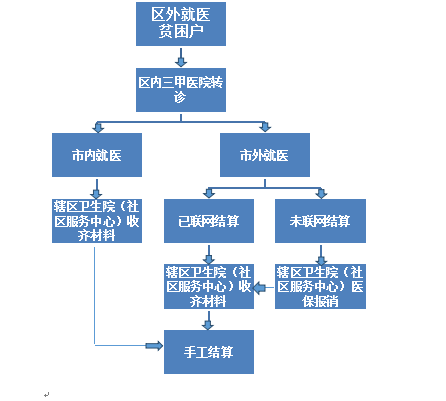 区外就医
贫困户
区内三甲医院转
诊
市内就医
市外就医
辖区卫生院（社
区服务中心）收
齐材料
已联网结算
未联网结算
辖区卫生院（社
区服务中心）收
齐材料
辖区卫生院（社
区服务中心）医
保报销
手工结算